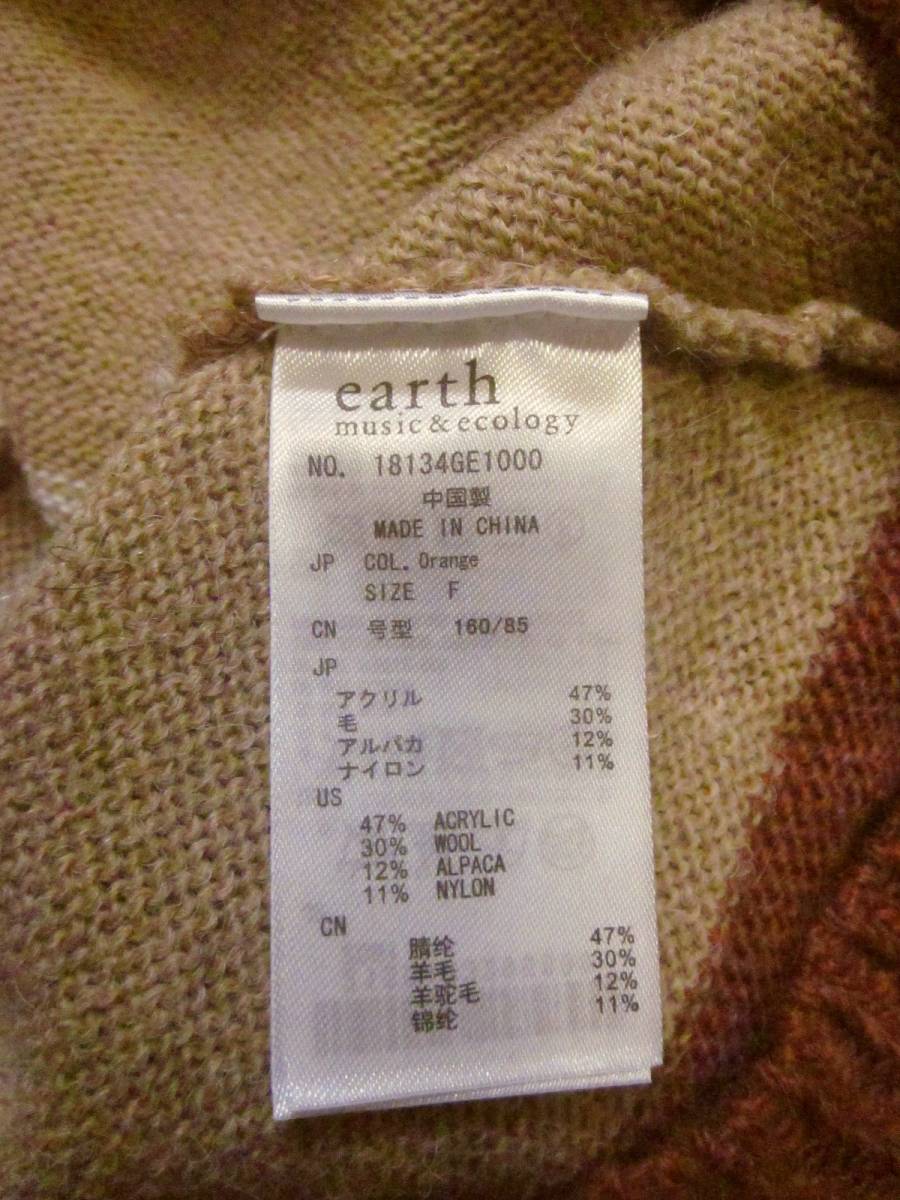 earth
music & ecology
NO. 18134GE1000
中国製
MADE IN CHINA
JP COL. Orange
SIZE F
CN 号型 160/85
JP
アクリル 47%
毛 30%
アルパカ 12%
ナイロン 11%
US
47% ACRYLIC
30% WOOL
12% ALPACA
11% NYLON
CN
腈纶 47%
羊毛 30%
羊驼毛 12%
锦纶 11%